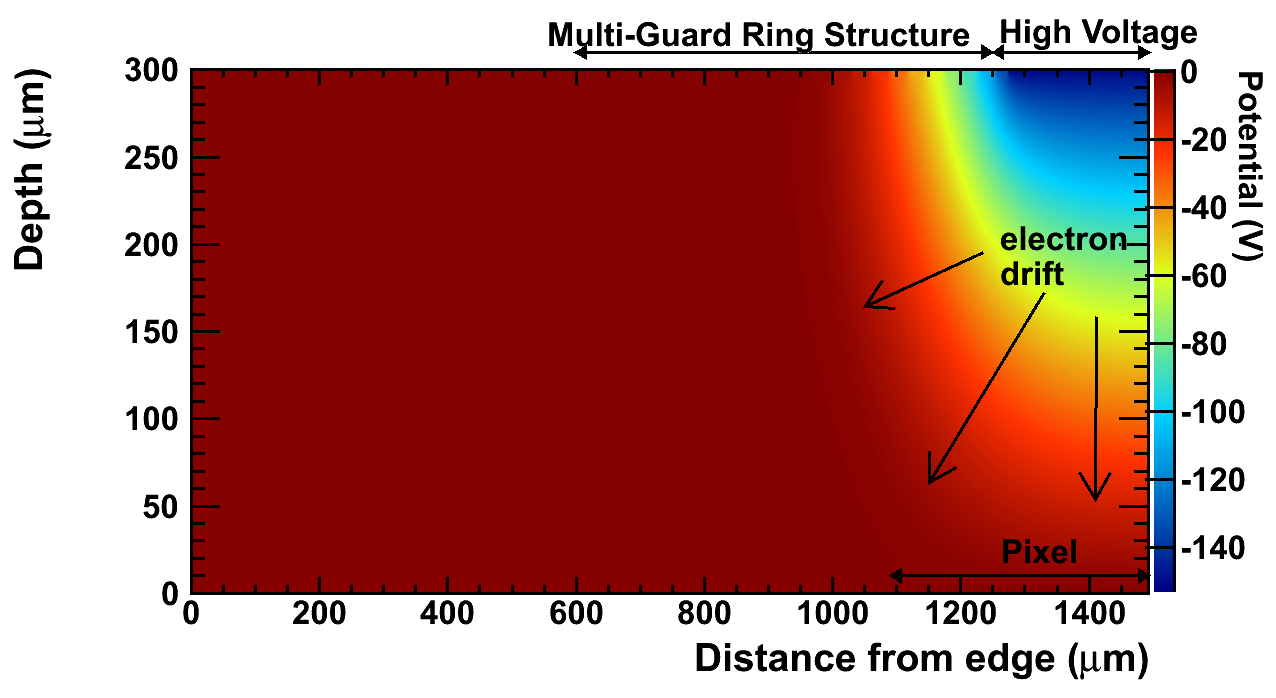 Multi-Guard Ring Structure
High Voltage
Depth (μm)
300
250
200
150
100
50
0
0
200
400
600
800
1000
1200
1400
Distance from edge (μm)
electron
drift
Pixel
0
-20
-40
-60
-80
-100
-120
-140
Potential (V)